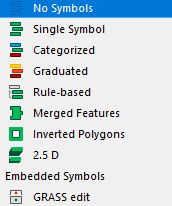 No Symbols
Single Symbol
Categorized
Graduated
Rule-based
Merged Features
Inverted Polygons
2.5 D
Embedded Symbols
GRASS edit